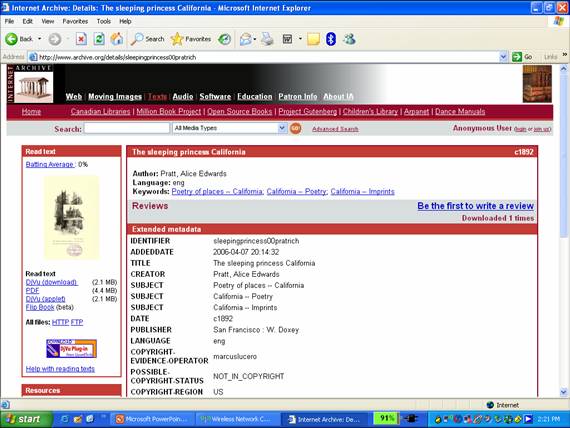 Internet Archive: Details: The sleeping princess California - Microsoft Internet Explorer
File Edit View Favorites Tools Help
Back Search Favorites
Address http://www.archive.org/details/sleepingprincess00pratrich Go Links
INTERNET ARCHIVE
Web | Moving Images | Texts | Audio | Software | Education | Patron Info | About IA
Home Canadian Libraries | Million Book Project | Open Source Books | Project Gutenberg | Children's Library | Arpanet | Dance Manuals
Search: All Media Types GO! Advanced Search Anonymous User (login or join us)
Read text
Batting Average: 0%
Read text
DjVu (download) (2.1 MB)
PDF (4.4 MB)
DjVu (applet) (2.1 MB)
Flip Book (beta)
All files: HTTP FTP
DjVu Plug-in
Help with reading texts
Resources
The sleeping princess California c1892
Author: Pratt, Alice Edwards
Language: eng
Keywords: Poetry of places -- California; California -- Poetry; California -- Imprints
Reviews Be the first to write a review
Downloaded 1 times
Extended metadata
IDENTIFIER sleepingprincess00pratrich
ADDEDDATE 2006-04-07 20:14:32
TITLE The sleeping princess California
CREATOR Pratt, Alice Edwards
SUBJECT Poetry of places -- California
SUBJECT California -- Poetry
SUBJECT California -- Imprints
DATE c1892
PUBLISHER San Francisco : W. Doxey
LANGUAGE eng
COPYRIGHT-
EVIDENCE-OPERATOR marcuslucero
POSSIBLE-
COPYRIGHT-STATUS NOT_IN_COPYRIGHT
COPYRIGHT-REGION US
Internet
start Microsoft PowerPoin... Wireless Network C... Internet Archive: De... 91% 2:21 PM